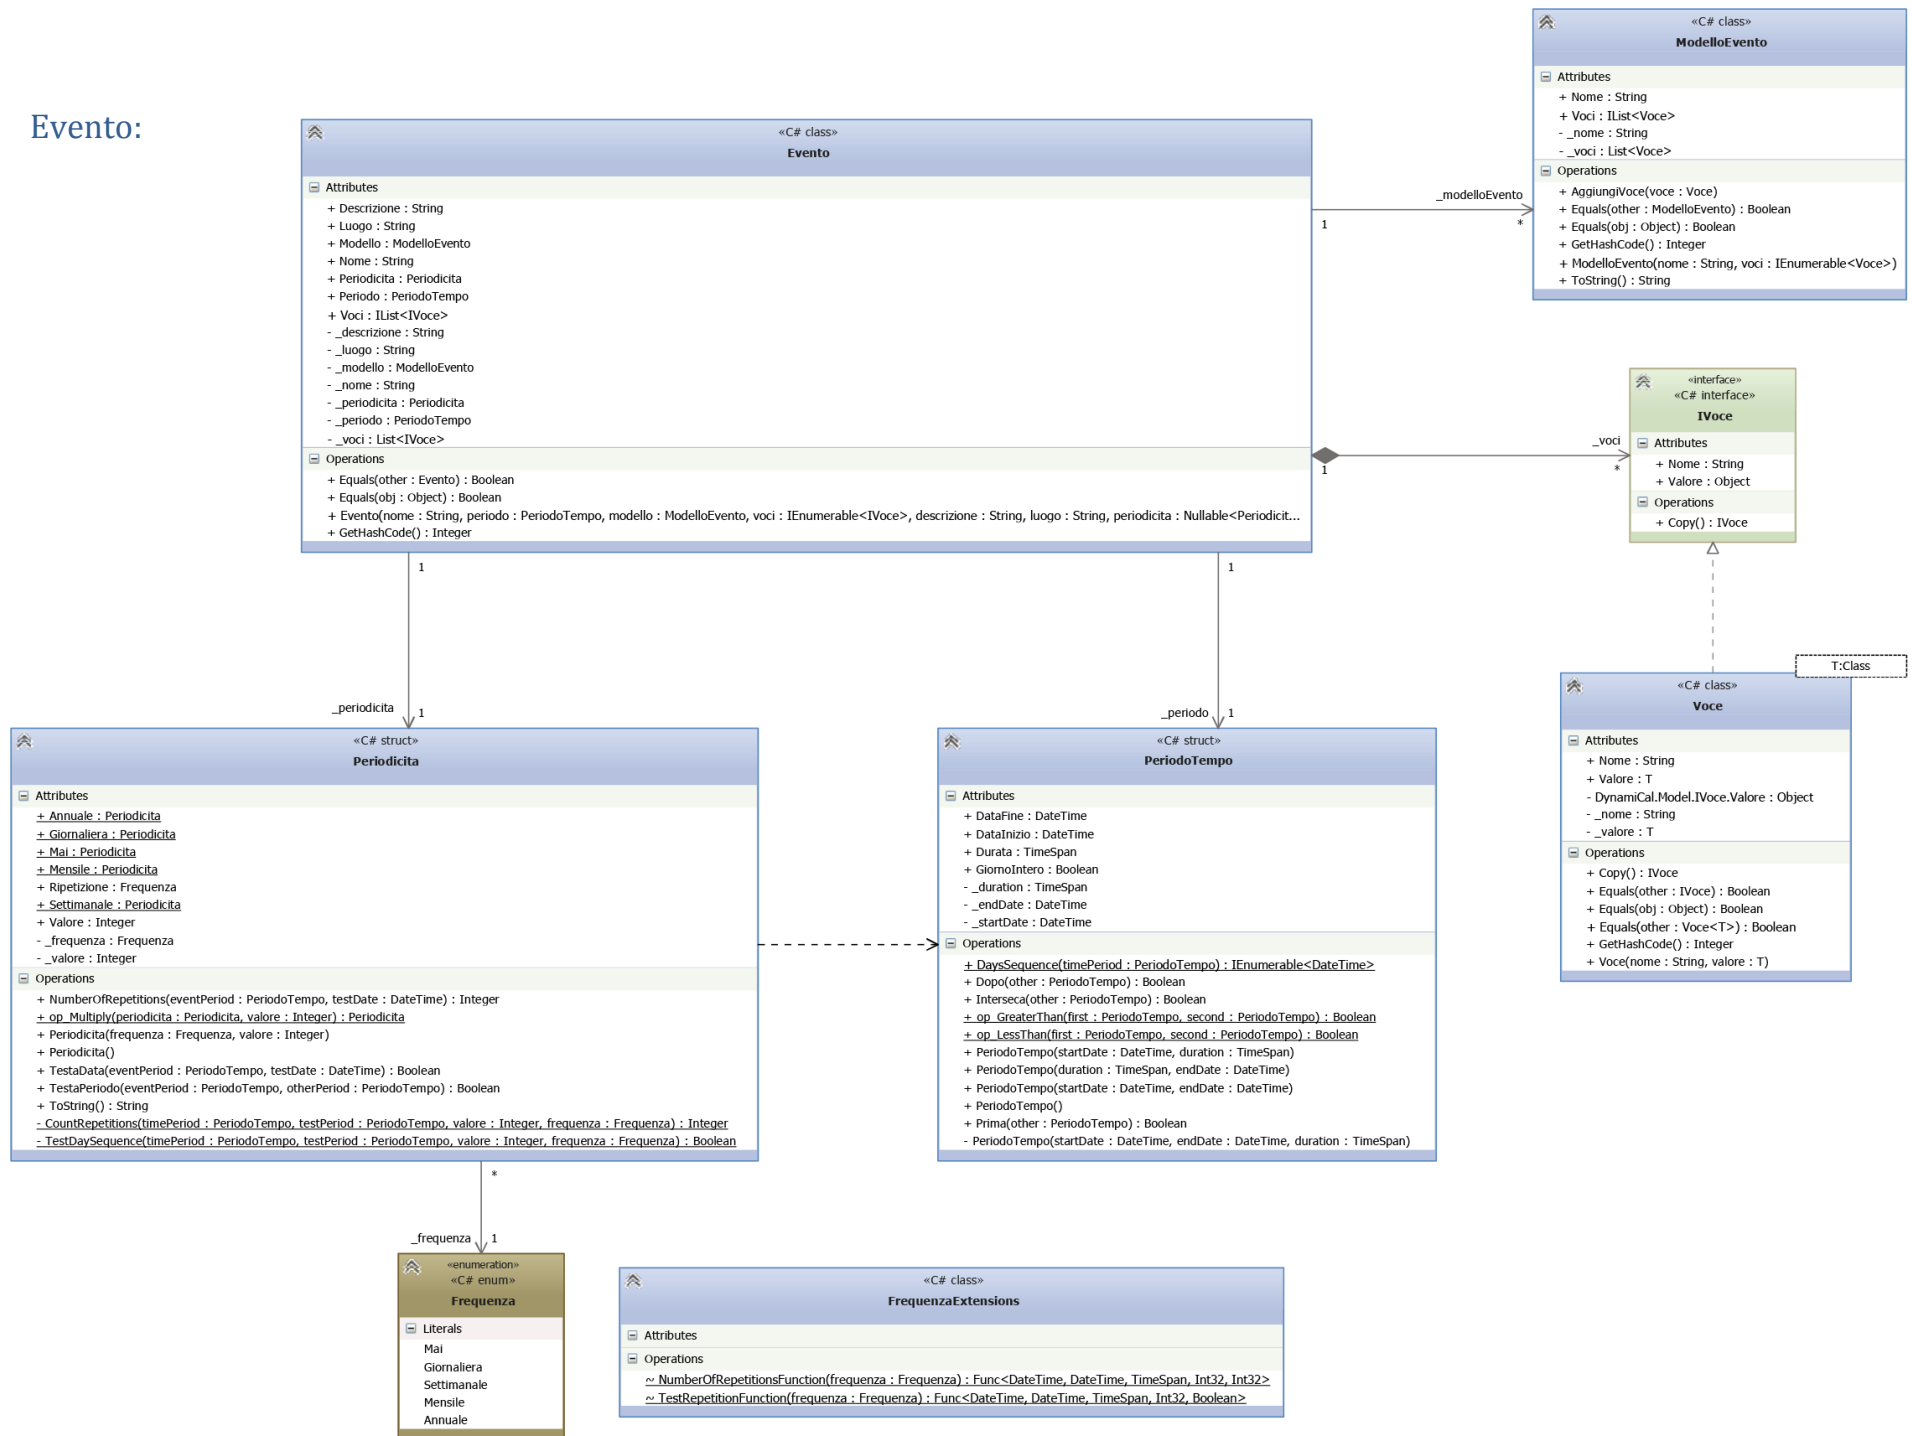 Evento:
«C# class»
ModelloEvento
Attributes
+ Nome : String
+ Voci : IList<Voce>
- _nome : String
- _voci : List<Voce>
Operations
+ AggiungiVoce(voce : Voce)
+ Equals(other : ModelloEvento) : Boolean
+ Equals(obj : Object) : Boolean
+ GetHashCode() : Integer
+ ModelloEvento(nome : String, voci : IEnumerable<Voce>)
+ ToString() : String
«C# class»
Evento
Attributes
+ Descrizione : String
+ Luogo : String
+ Modello : ModelloEvento
+ Nome : String
+ Periodicita : Periodicita
+ Periodo : PeriodoTempo
+ Voci : IList<IVoce>
- _descrizione : String
- _luogo : String
- _modello : ModelloEvento
- _nome : String
- _periodicita : Periodicita
- _periodo : PeriodoTempo
- _voci : List<IVoce>
Operations
+ Equals(other : Evento) : Boolean
+ Equals(obj : Object) : Boolean
+ Evento(nome : String, periodo : PeriodoTempo, modello : ModelloEvento, voci : IEnumerable<IVoce>, descrizione : String, luogo : String, periodicita : Nullable<Periodicit...
+ GetHashCode() : Integer
_modelloEvento
1
*
_voci
1
*
«interface»
«C# interface»
IVoce
Attributes
+ Nome : String
+ Valore : Object
Operations
+ Copy() : IVoce
1
_periodicita
1
1
_periodo
1
T:Class
«C# class»
Voce
Attributes
+ Nome : String
+ Valore : T
- DynamiCal.Model.IVoce.Valore : Object
- _nome : String
- _valore : T
Operations
+ Copy() : IVoce
+ Equals(other : IVoce) : Boolean
+ Equals(obj : Object) : Boolean
+ Equals(other : Voce<T>) : Boolean
+ GetHashCode() : Integer
+ Voce(nome : String, valore : T)
«C# struct»
Periodicita
Attributes
+ Annuale : Periodicita
+ Giornaliera : Periodicita
+ Mai : Periodicita
+ Mensile : Periodicita
+ Ripetizione : Frequenza
+ Settimanale : Periodicita
+ Valore : Integer
- _frequenza : Frequenza
- _valore : Integer
Operations
+ NumberOfRepetitions(eventPeriod : PeriodoTempo, testDate : DateTime) : Integer
+ op_Multiply(periodicita : Periodicita, valore : Integer) : Periodicita
+ Periodicita(frequenza : Frequenza, valore : Integer)
+ Periodicita()
+ TestaData(eventPeriod : PeriodoTempo, testDate : DateTime) : Boolean
+ TestaPeriodo(eventPeriod : PeriodoTempo, otherPeriod : PeriodoTempo) : Boolean
+ ToString() : String
- CountRepetitions(timePeriod : PeriodoTempo, testPeriod : PeriodoTempo, valore : Integer, frequenza : Frequenza) : Integer
- TestDaySequence(timePeriod : PeriodoTempo, testPeriod : PeriodoTempo, valore : Integer, frequenza : Frequenza) : Boolean
«C# struct»
PeriodoTempo
Attributes
+ DataFine : DateTime
+ DataInizio : DateTime
+ Durata : TimeSpan
+ GiornoIntero : Boolean
- _duration : TimeSpan
- _endDate : DateTime
- _startDate : DateTime
Operations
+ DaysSequence(timePeriod : PeriodoTempo) : IEnumerable<DateTime>
+ Dopo(other : PeriodoTempo) : Boolean
+ Interseca(other : PeriodoTempo) : Boolean
+ op_GreaterThan(first : PeriodoTempo, second : PeriodoTempo) : Boolean
+ op_LessThan(first : PeriodoTempo, second : PeriodoTempo) : Boolean
+ PeriodoTempo(startDate : DateTime, duration : TimeSpan)
+ PeriodoTempo(duration : TimeSpan, endDate : DateTime)
+ PeriodoTempo(startDate : DateTime, endDate : DateTime)
+ PeriodoTempo()
+ Prima(other : PeriodoTempo) : Boolean
- PeriodoTempo(startDate : DateTime, endDate : DateTime, duration : TimeSpan)
*
_frequenza
1
«enumeration»
«C# enum»
Frequenza
Literals
Mai
Giornaliera
Settimanale
Mensile
Annuale
«C# class»
FrequenzaExtensions
Attributes
Operations
~ NumberOfRepetitionsFunction(frequenza : Frequenza) : Func<DateTime, DateTime, TimeSpan, Int32, Int32>
~ TestRepetitionFunction(frequenza : Frequenza) : Func<DateTime, DateTime, TimeSpan, Int32, Boolean>